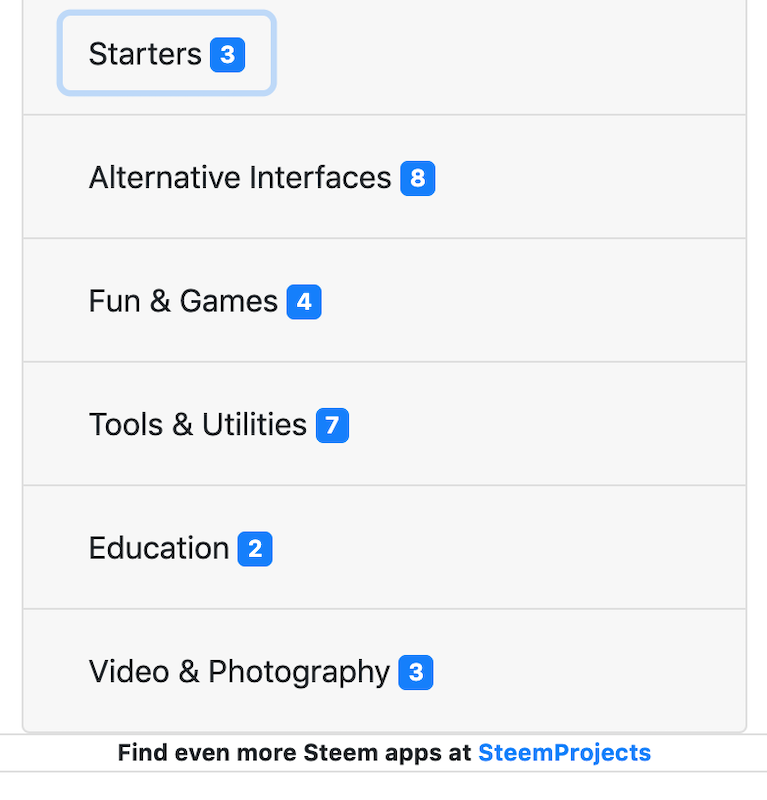 Starters 3
Alternative Interfaces 8
Fun & Games 4
Tools & Utilities 7
Education 2
Video & Photography 3
Find even more Steem apps at SteemProjects